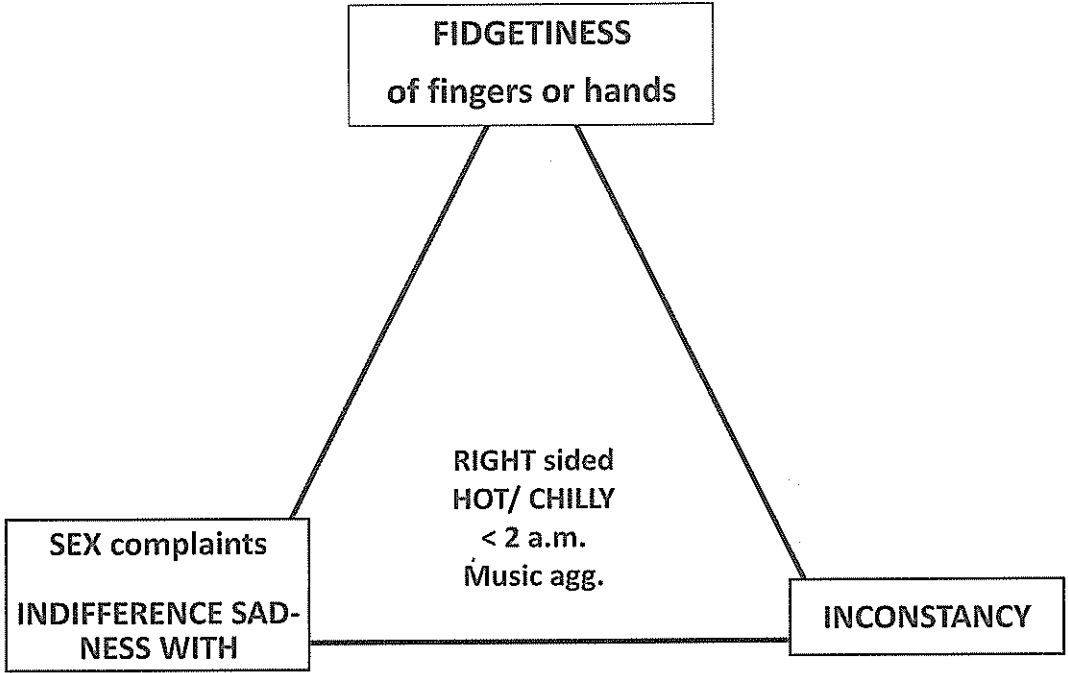 FIDGETINESS
of fingers or hands
RIGHT sided
HOT/ CHILLY
< 2 a.m.
Music agg.
SEX complaints
INDIFFERENCE SAD-
NESS WITH
INCONSTANCY